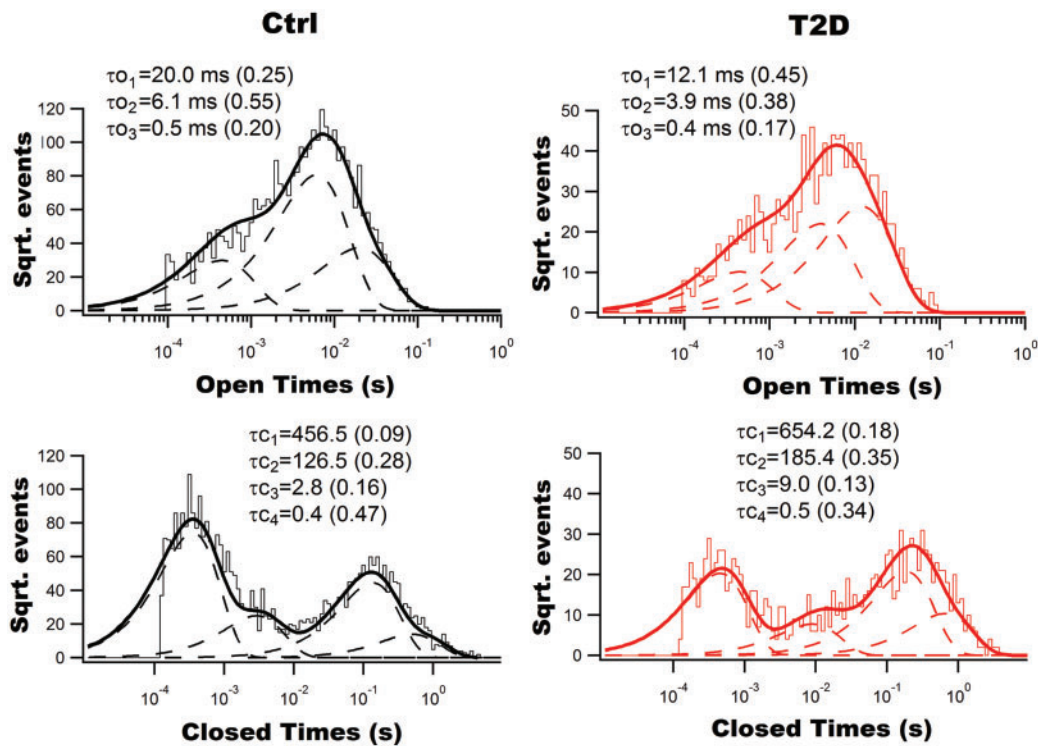 Ctrl
T2D
τo₁=20.0 ms (0.25)
τo₂=6.1 ms (0.55)
τo₃=0.5 ms (0.20)
120
100
80
60
40
20
0
Sqrt. events
10⁻⁴ 10⁻³ 10⁻² 10⁻¹ 10⁰
Open Times (s)
τo₁=12.1 ms (0.45)
τo₂=3.9 ms (0.38)
τo₃=0.4 ms (0.17)
50
40
30
20
10
0
Sqrt. events
10⁻⁴ 10⁻³ 10⁻² 10⁻¹ 10⁰
Open Times (s)
τc₁=456.5 (0.09)
τc₂=126.5 (0.28)
τc₃=2.8 (0.16)
τc₄=0.4 (0.47)
120
100
80
60
40
20
0
Sqrt. events
10⁻⁴ 10⁻³ 10⁻² 10⁻¹ 10⁰
Closed Times (s)
τc₁=654.2 (0.18)
τc₂=185.4 (0.35)
τc₃=9.0 (0.13)
τc₄=0.5 (0.34)
50
40
30
20
10
0
Sqrt. events
10⁻⁴ 10⁻³ 10⁻² 10⁻¹ 10⁰
Closed Times (s)